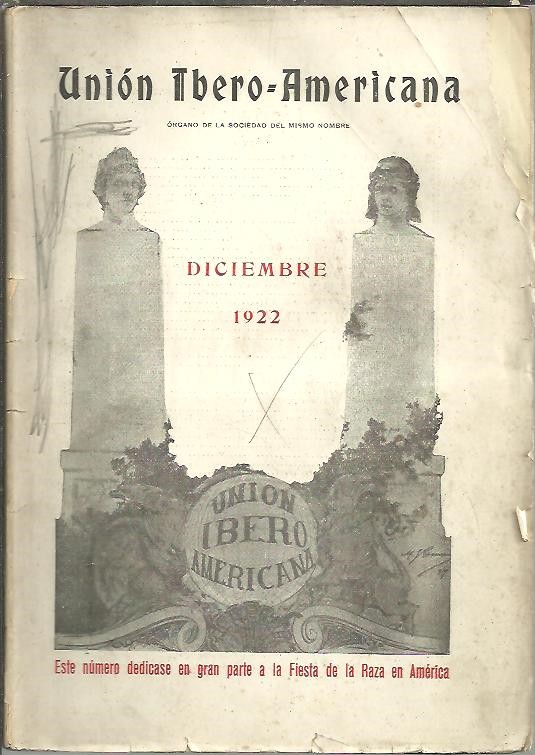 Unión Ibero-Americana
ÓRGANO DE LA SOCIEDAD DEL MISMO NOMBRE
DICIEMBRE
1922
UNION
IBERO
AMERICANA
Este número dedícase en gran parte a la Fiesta de la Raza en América